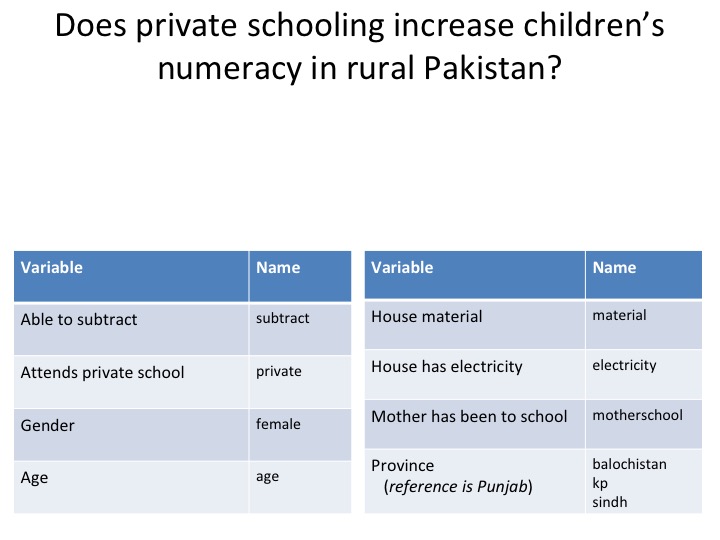 Does private schooling increase children’s
numeracy in rural Pakistan?
Variable Name
Able to subtract subtract
Attends private school private
Gender female
Age age
Variable Name
House material material
House has electricity electricity
Mother has been to school motherschool
Province balochistan
(reference is Punjab) kp
sindh